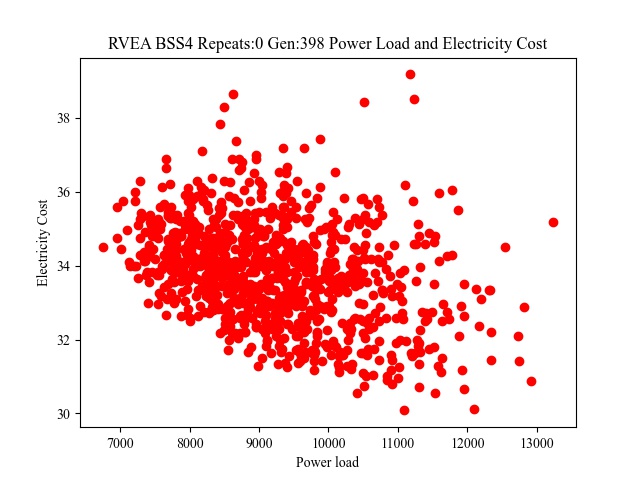 RVEA BSS4 Repeats:0 Gen:398 Power Load and Electricity Cost
Electricity Cost
38
36
34
32
30
7000 8000 9000 10000 11000 12000 13000
Power load